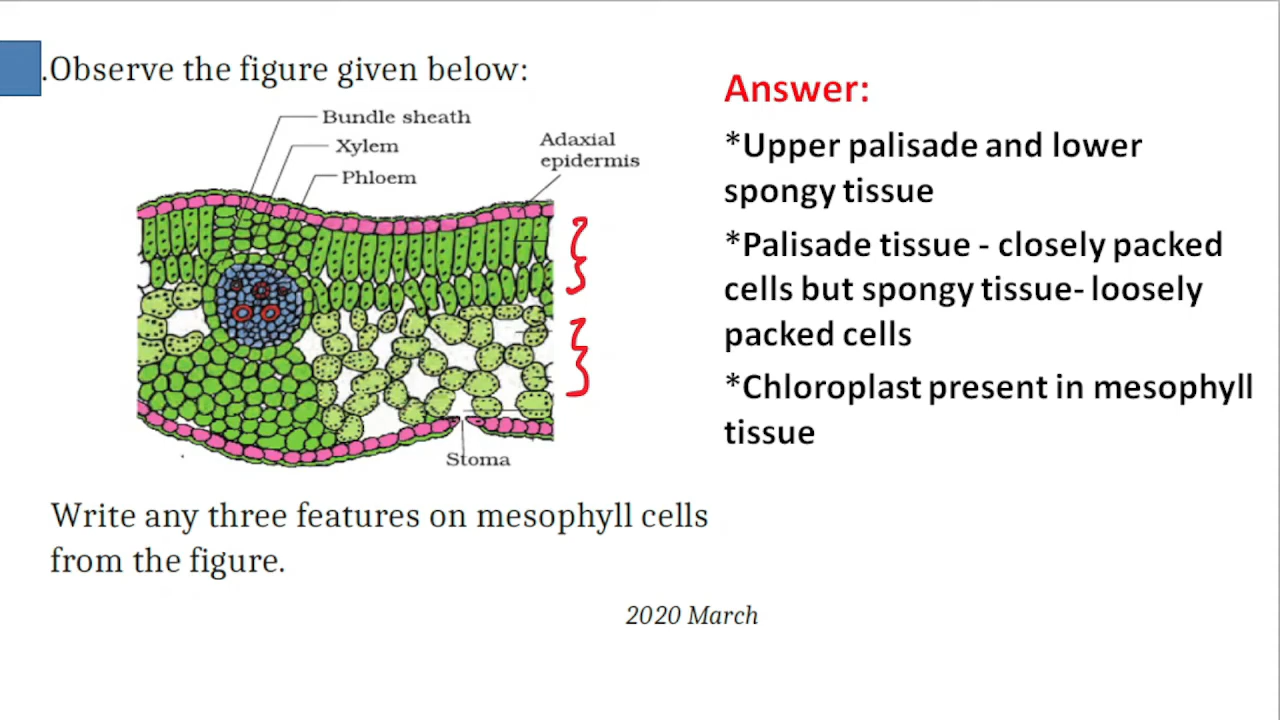 .Observe the figure given below:
Bundle sheath
Xylem
Phloem
Adaxial
epidermis
Stoma
Write any three features on mesophyll cells
from the figure.
2020 March
Answer:
*Upper palisade and lower
spongy tissue
*Palisade tissue - closely packed
cells but spongy tissue- loosely
packed cells
*Chloroplast present in mesophyll
tissue